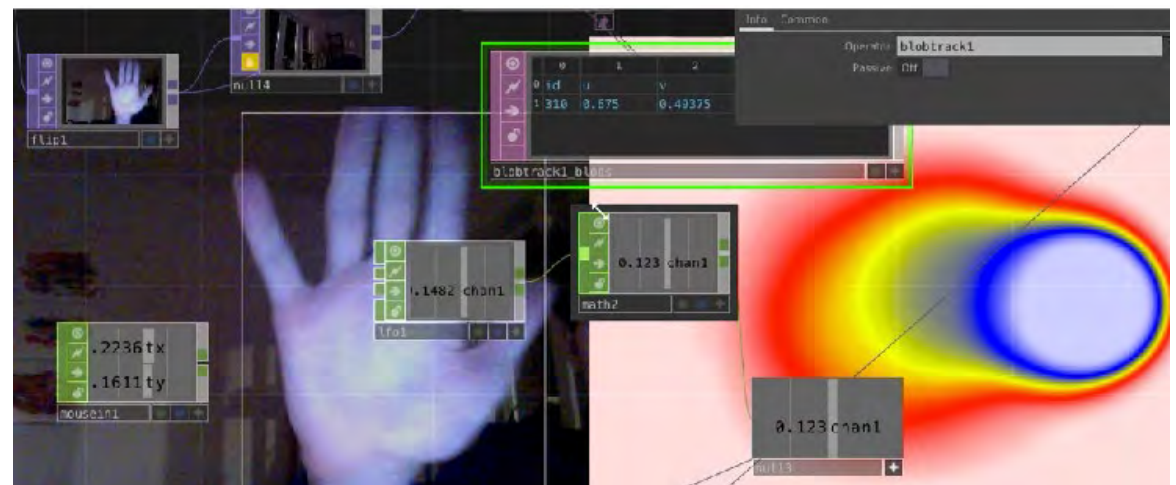 Info Common
Operator blobtrack1
Passive Off
null4
flip1
0 1 2
0 id u v
1 310 0.675 0.49375
blobtrack1_blobs
0.123 chan1
math2
.1482 chan1
lfo1
.2236 tx
.1611 ty
mousein1
0.123 chan1
null3